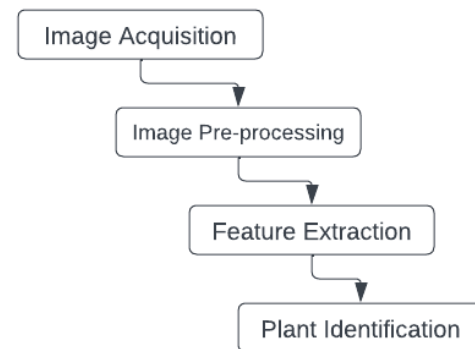 Image Acquisition
Image Pre-processing
Feature Extraction
Plant Identification